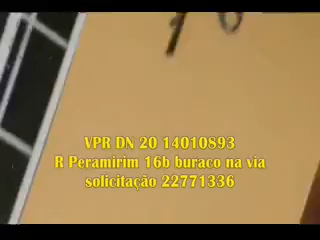 VPR DN 20 14010893
R Peramirim 16b buraco na via
solicitação 22771336